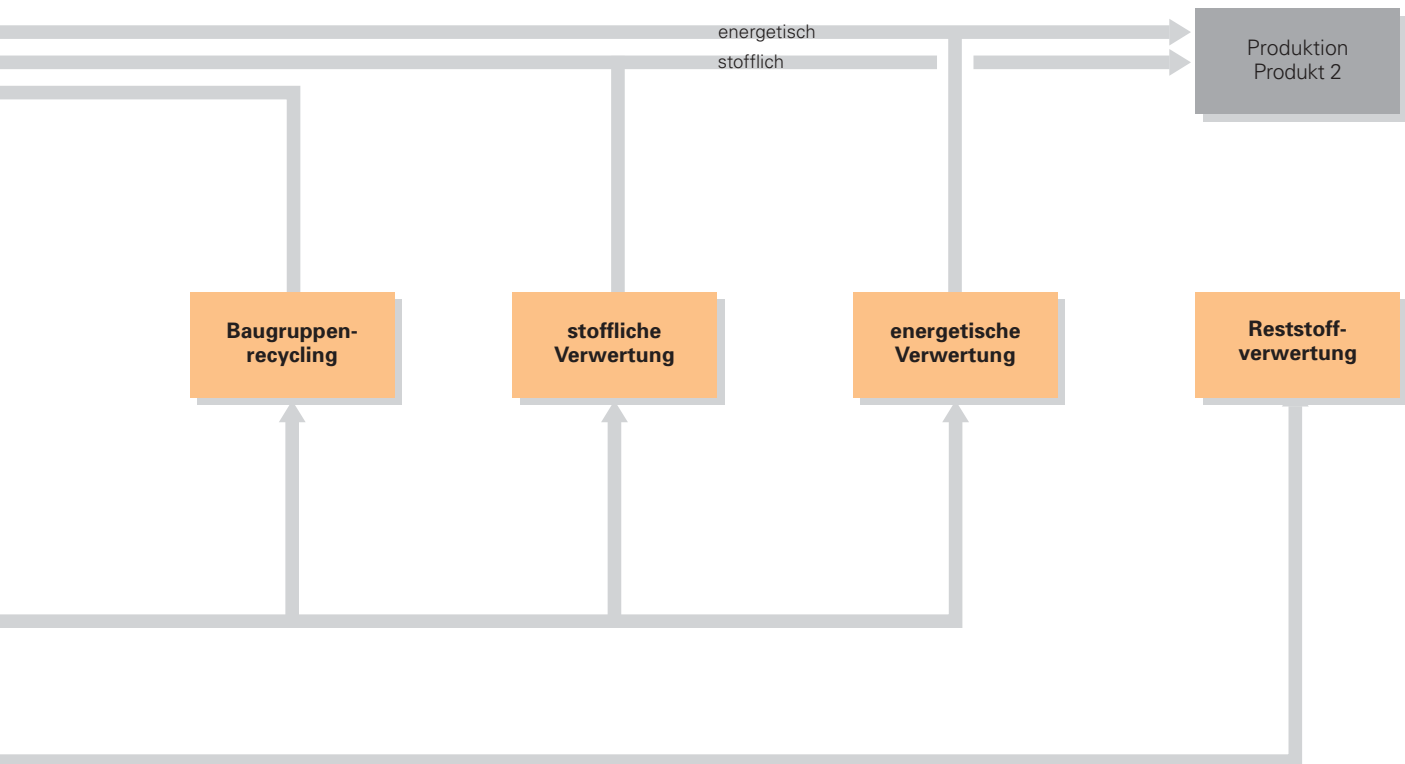 energetisch
stofflich
Produktion
Produkt 2
Baugruppen-
recycling
stoffliche
Verwertung
energetische
Verwertung
Reststoff-
verwertung